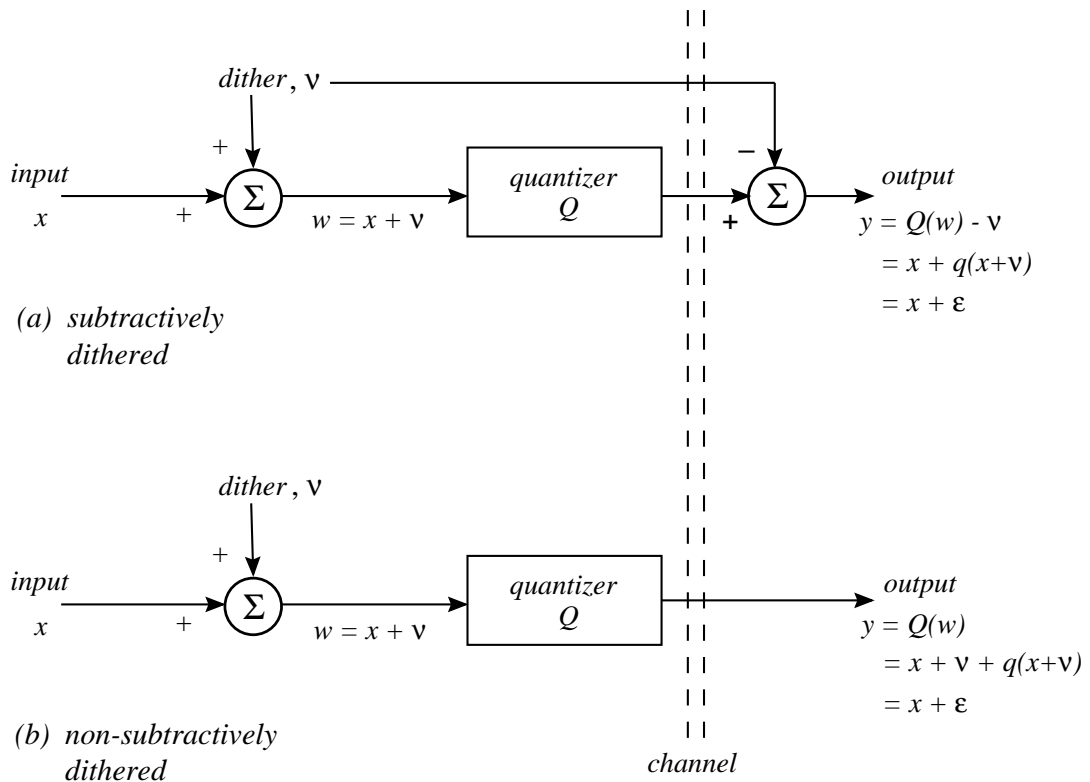 dither, ν
+
−
input
x
+
Σ
w = x + ν
quantizer
Q
+
Σ
output
y = Q(w) - ν
= x + q(x+ν)
= x + ε
(a) subtractively
dithered
dither, ν
+
input
x
+
Σ
w = x + ν
quantizer
Q
output
y = Q(w)
= x + ν + q(x+ν)
= x + ε
(b) non-subtractively
dithered
channel